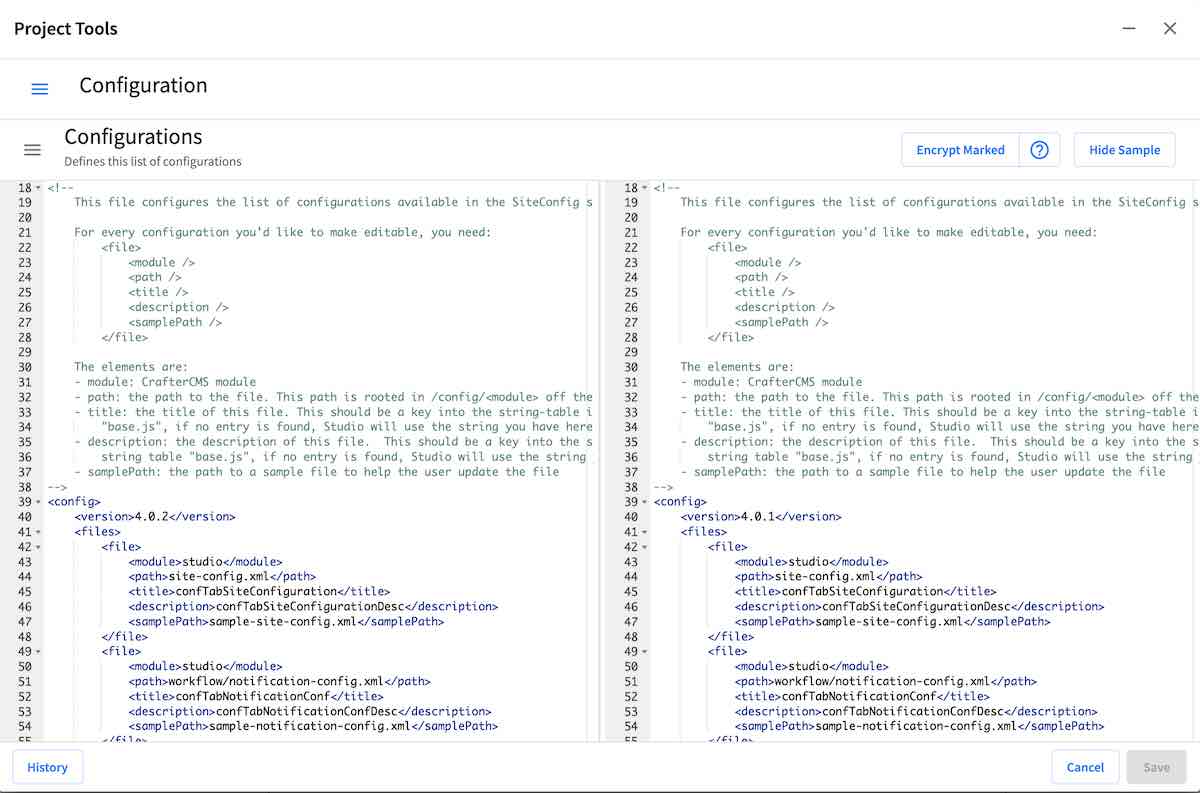 Project Tools
Configuration
Configurations
Defines this list of configurations
Encrypt Marked
?
Hide Sample
18 <!--
19 This file configures the list of configurations available in the SiteConfig s
20
21 For every configuration you'd like to make editable, you need:
22 <file>
23 <module />
24 <path />
25 <title />
26 <description />
27 <samplePath />
28 </file>
29
30 The elements are:
31 - module: CrafterCMS module
32 - path: the path to the file. This path is rooted in /config/<module> off the
33 - title: the title of this file. This should be a key into the string-table i
34 "base.js", if no entry is found, Studio will use the string you have here
35 - description: the description of this file.  This should be a key into the s
36 string table "base.js", if no entry is found, Studio will use the string
37 - samplePath: the path to a sample file to help the user update the file
38 -->
39 <config>
40 <version>4.0.2</version>
41 <files>
42 <file>
43 <module>studio</module>
44 <path>site-config.xml</path>
45 <title>confTabSiteConfiguration</title>
46 <description>confTabSiteConfigurationDesc</description>
47 <samplePath>sample-site-config.xml</samplePath>
48 </file>
49 <file>
50 <module>studio</module>
51 <path>workflow/notification-config.xml</path>
52 <title>confTabNotificationConf</title>
53 <description>confTabNotificationConfDesc</description>
54 <samplePath>sample-notification-config.xml</samplePath>
55 </file>
18 <!--
19 This file configures the list of configurations available in the SiteConfig s
20
21 For every configuration you'd like to make editable, you need:
22 <file>
23 <module />
24 <path />
25 <title />
26 <description />
27 <samplePath />
28 </file>
29
30 The elements are:
31 - module: CrafterCMS module
32 - path: the path to the file. This path is rooted in /config/<module> off the
33 - title: the title of this file. This should be a key into the string-table i
34 "base.js", if no entry is found, Studio will use the string you have here
35 - description: the description of this file.  This should be a key into the s
36 string table "base.js", if no entry is found, Studio will use the string
37 - samplePath: the path to a sample file to help the user update the file
38 -->
39 <config>
40 <version>4.0.1</version>
41 <files>
42 <file>
43 <module>studio</module>
44 <path>site-config.xml</path>
45 <title>confTabSiteConfiguration</title>
46 <description>confTabSiteConfigurationDesc</description>
47 <samplePath>sample-site-config.xml</samplePath>
48 </file>
49 <file>
50 <module>studio</module>
51 <path>workflow/notification-config.xml</path>
52 <title>confTabNotificationConf</title>
53 <description>confTabNotificationConfDesc</description>
54 <samplePath>sample-notification-config.xml</samplePath>
55 </file>
History
Cancel
Save